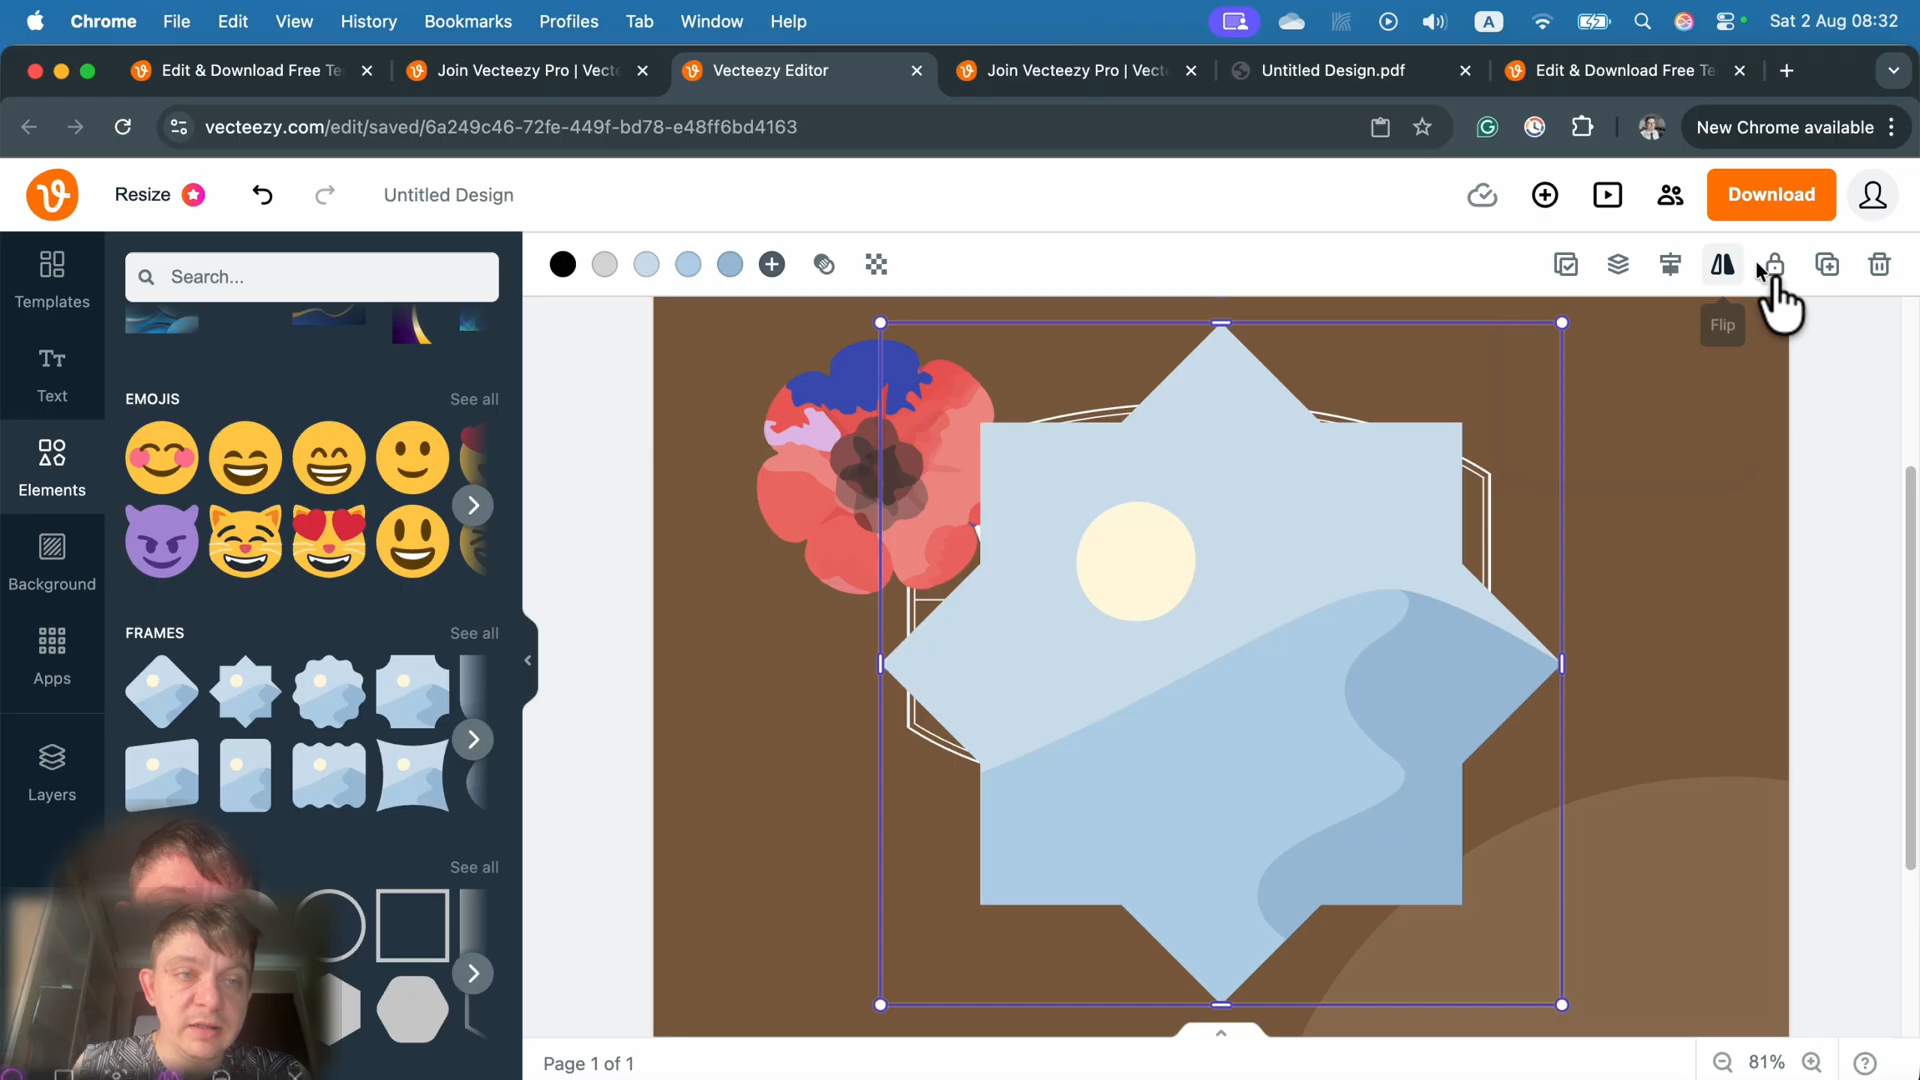 Chrome File Edit View History Bookmarks Profiles Tab Window Help A Sat 2 Aug 08:32
Edit & Download Free Te Join Vecteezy Pro | Vecte Vecteezy Editor Join Vecteezy Pro | Vecte Untitled Design.pdf Edit & Download Free Te
vecteezy.com/edit/saved/6a249c46-72fe-449f-bd78-e48ff6bd4163 New Chrome available
Resize Untitled Design Download
Templates
Text
Elements
Background
Apps
Layers
Search...
EMOJIS See all
FRAMES See all
See all
Flip
Page 1 of 1 81%